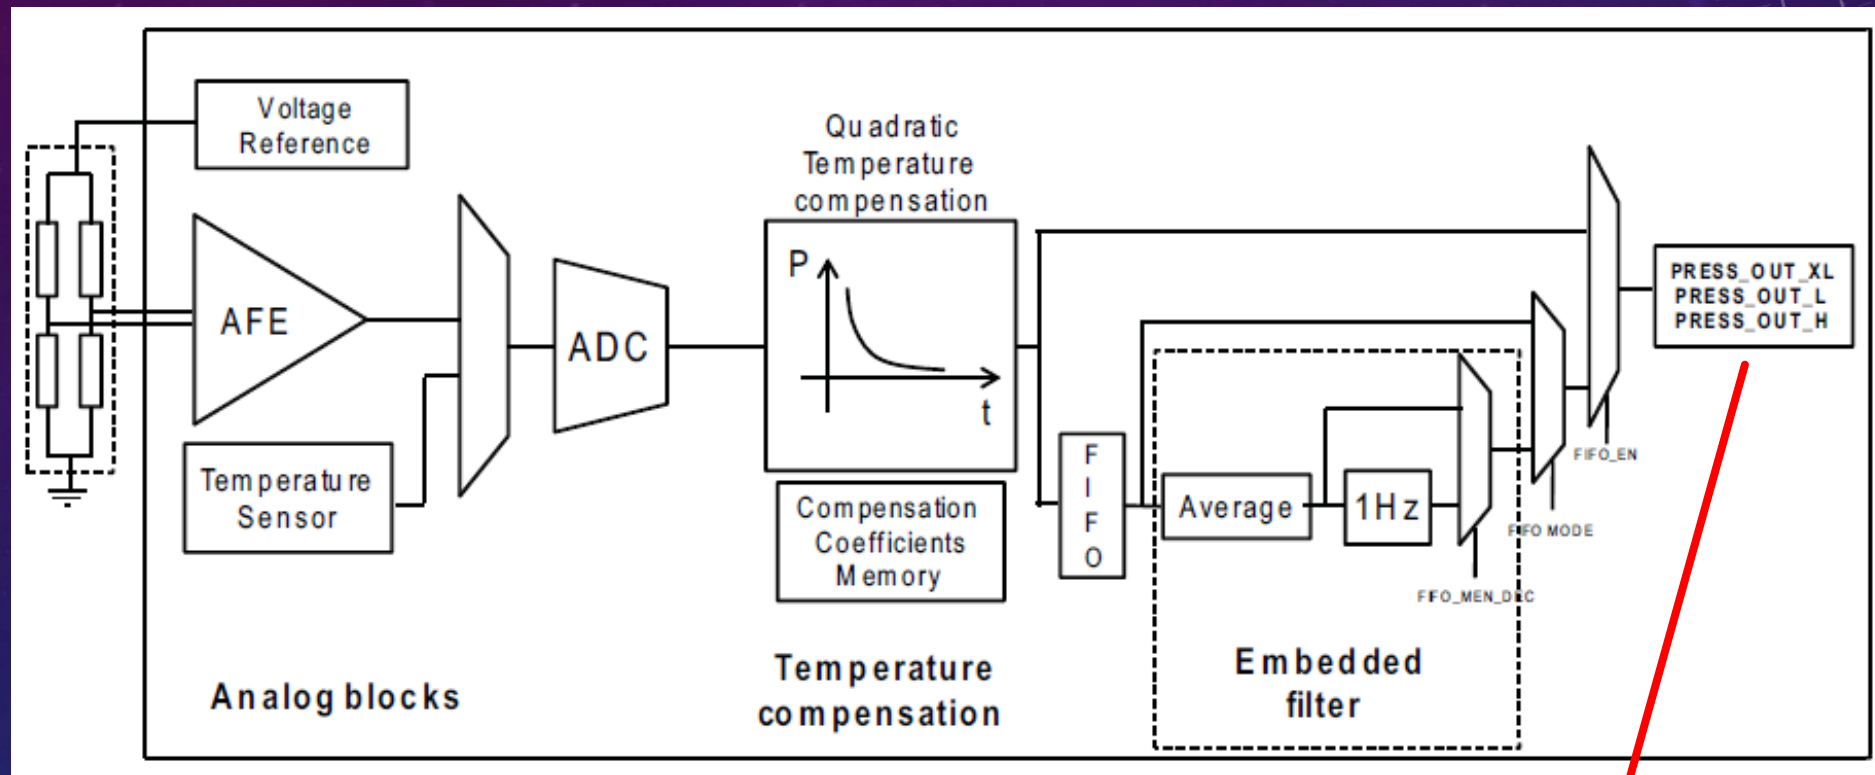 Voltage
Reference
Quadratic
Temperature
compensation
P
t
AFE
ADC
Temperature
Sensor
Compensation
Coefficients
Memory
F
I
F
O
Average
1Hz
FIFO_MEN_DEC
FIFO MODE
FIFO_EN
PRESS_OUT_XL
PRESS_OUT_L
PRESS_OUT_H
Analog blocks
Temperature
compensation
Embedded
filter